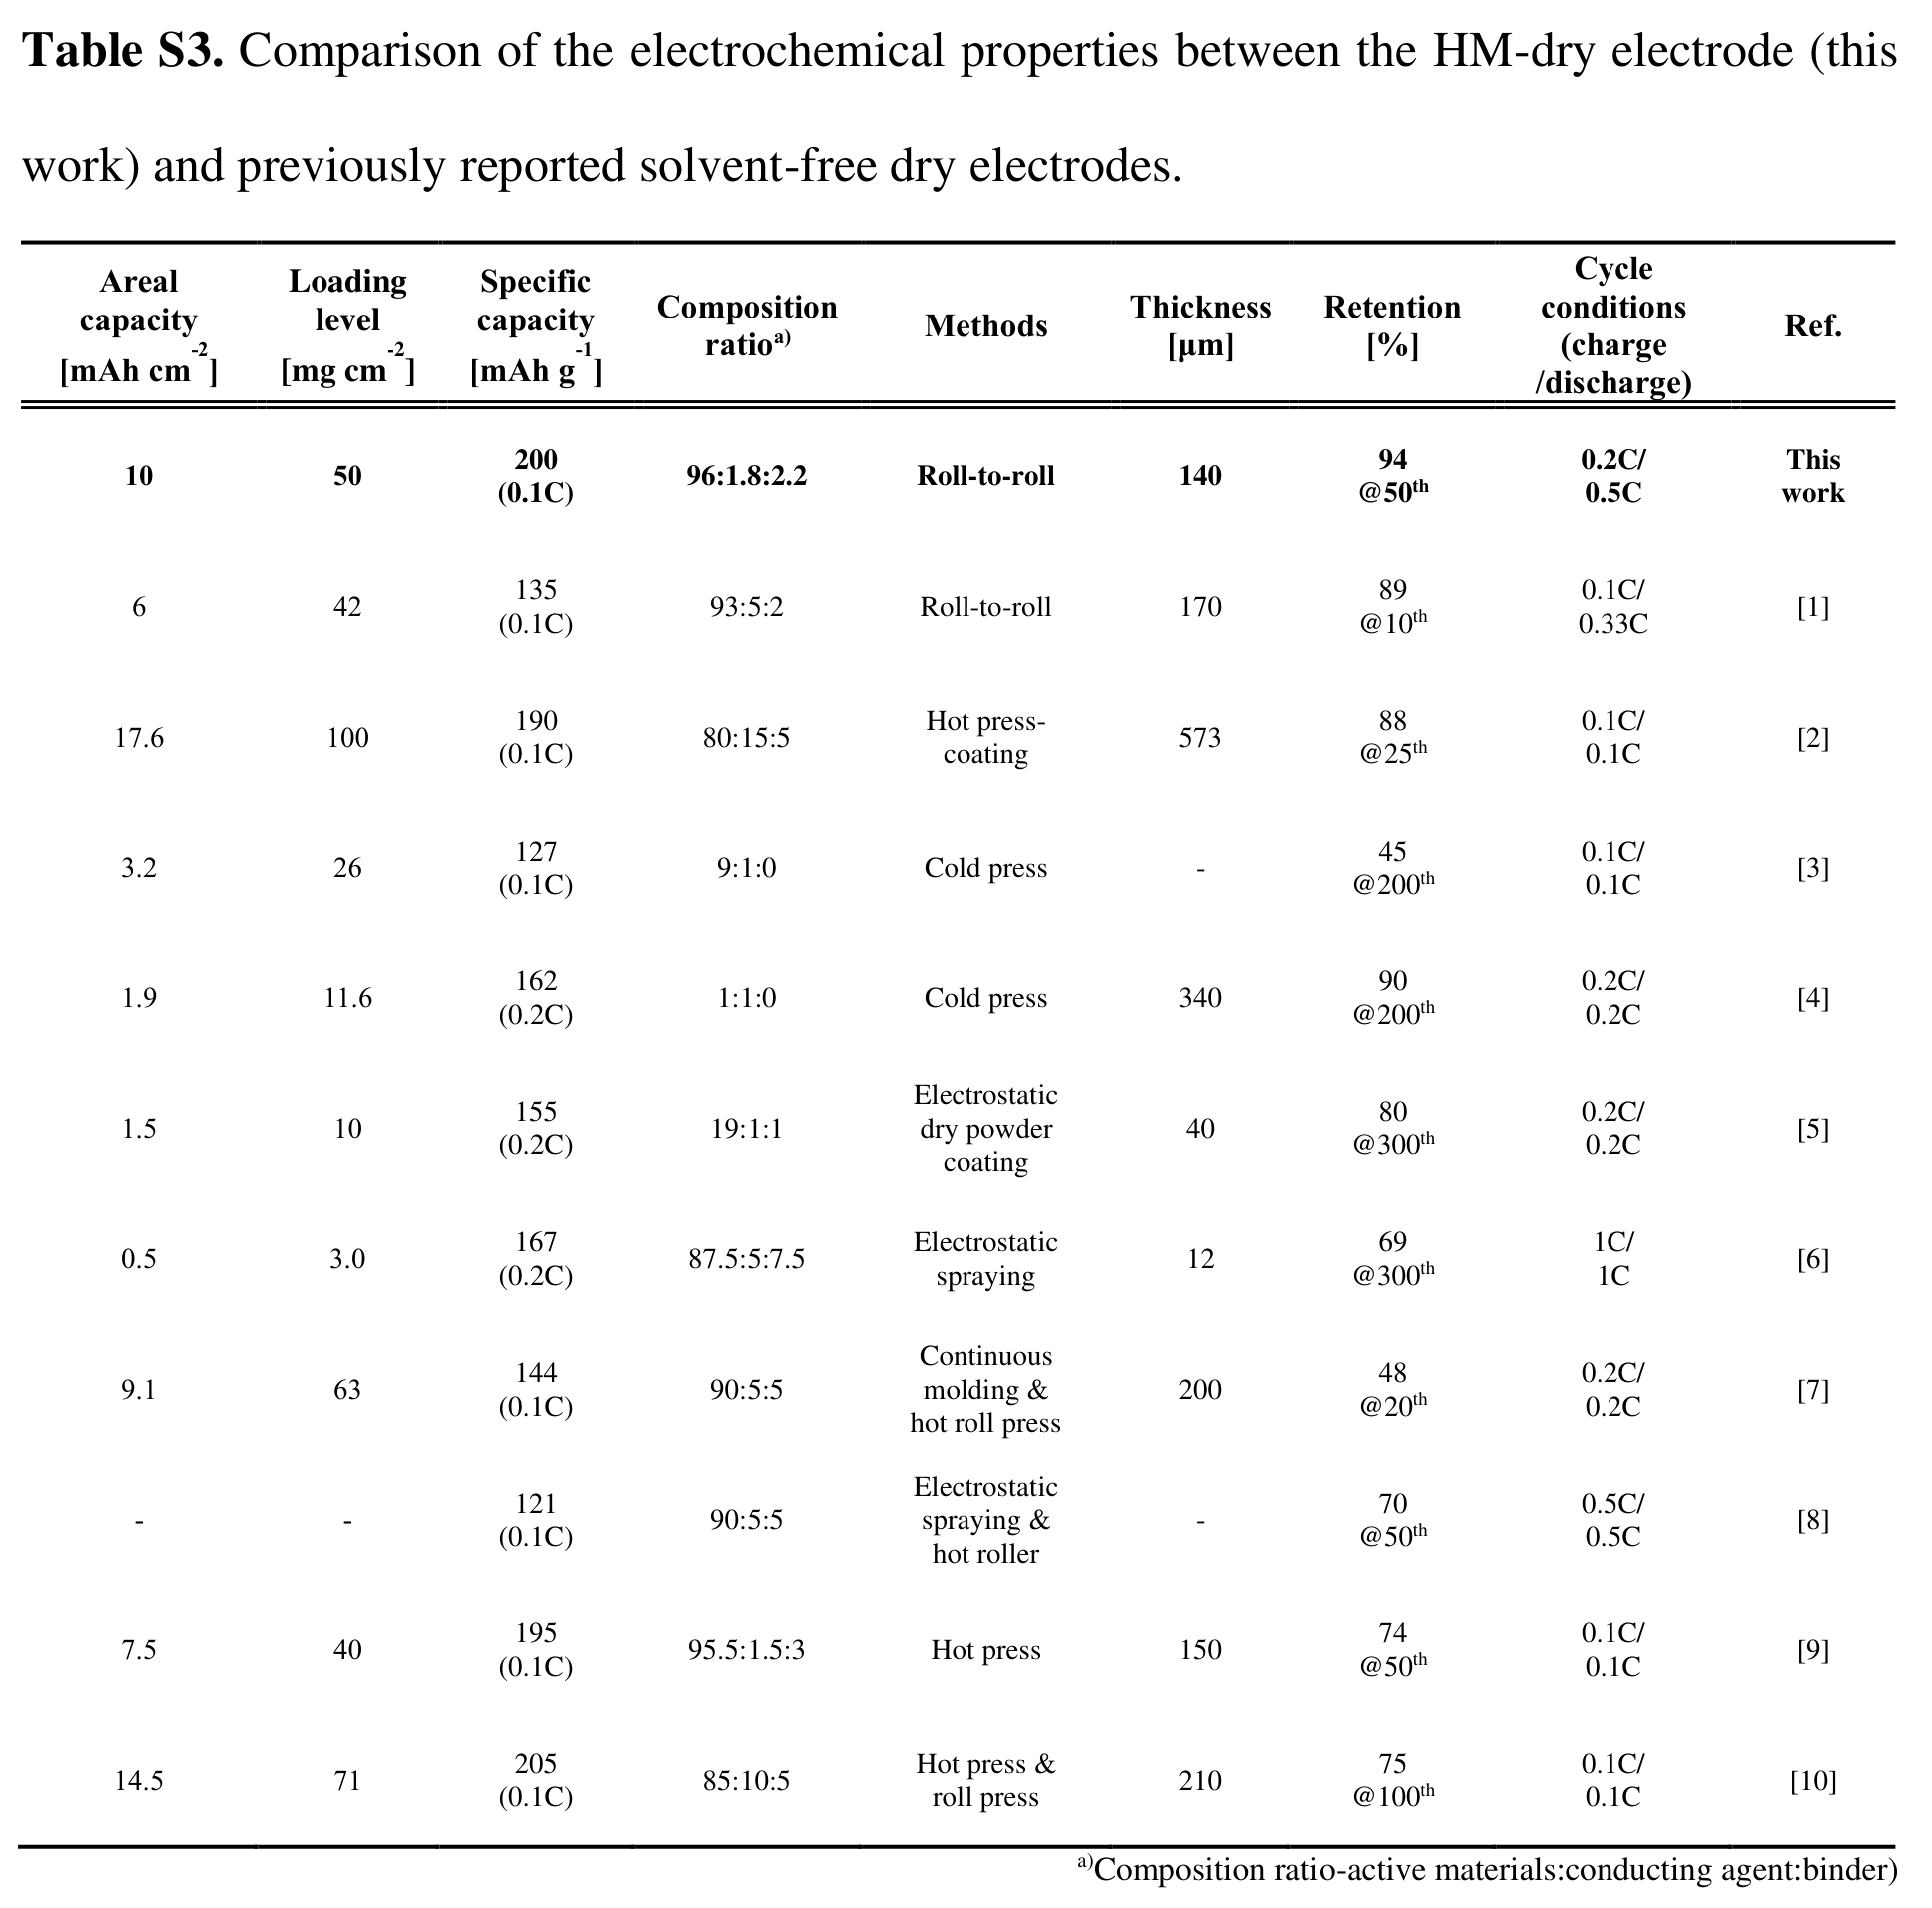 Table S3. Comparison of the electrochemical properties between the HM-dry electrode (this
work) and previously reported solvent-free dry electrodes.
Areal capacity [mAh cm-2] Loading level [mg cm-2] Specific capacity [mAh g-1] Composition ratioa) Methods Thickness [µm] Retention [%] Cycle conditions (charge /discharge) Ref.
10 50 200 (0.1C) 96:1.8:2.2 Roll-to-roll 140 94 @50th 0.2C/ 0.5C This work
6 42 135 (0.1C) 93:5:2 Roll-to-roll 170 89 @10th 0.1C/ 0.33C [1]
17.6 100 190 (0.1C) 80:15:5 Hot press-coating 573 88 @25th 0.1C/ 0.1C [2]
3.2 26 127 (0.1C) 9:1:0 Cold press - 45 @200th 0.1C/ 0.1C [3]
1.9 11.6 162 (0.2C) 1:1:0 Cold press 340 90 @200th 0.2C/ 0.2C [4]
1.5 10 155 (0.2C) 19:1:1 Electrostatic dry powder coating 40 80 @300th 0.2C/ 0.2C [5]
0.5 3.0 167 (0.2C) 87.5:5:7.5 Electrostatic spraying 12 69 @300th 1C/ 1C [6]
9.1 63 144 (0.1C) 90:5:5 Continuous molding & hot roll press 200 48 @20th 0.2C/ 0.2C [7]
- - 121 (0.1C) 90:5:5 Electrostatic spraying & hot roller - 70 @50th 0.5C/ 0.5C [8]
7.5 40 195 (0.1C) 95.5:1.5:3 Hot press 150 74 @50th 0.1C/ 0.1C [9]
14.5 71 205 (0.1C) 85:10:5 Hot press & roll press 210 75 @100th 0.1C/ 0.1C [10]
a)Composition ratio-active materials:conducting agent:binder)